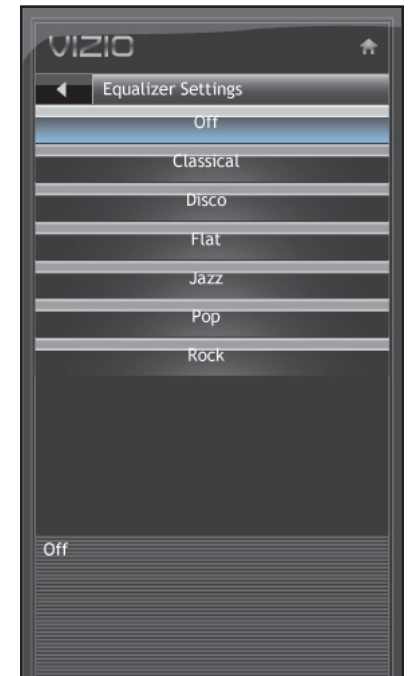 VIZIO
Equalizer Settings
Off
Classical
Disco
Flat
Jazz
Pop
Rock
Off